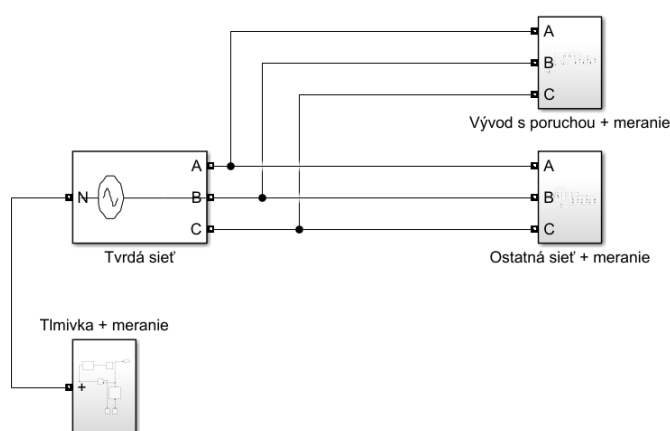 A
B
C
Vývod s poruchou + meranie
N
A
B
C
Tvrdá sieť
A
B
C
Ostatná sieť + meranie
Tlmivka + meranie
+